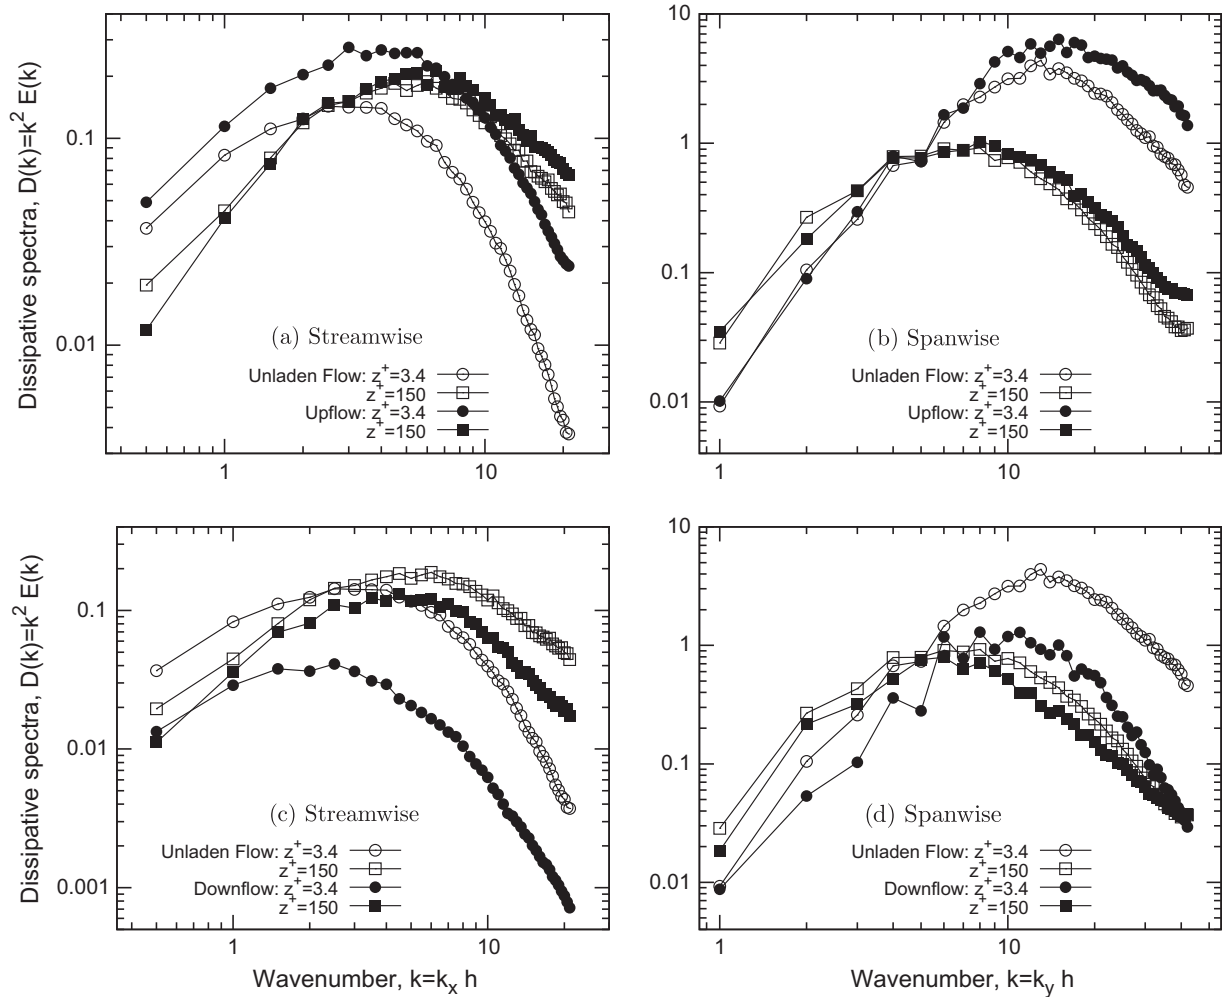 Dissipative spectra, D(k)=k² E(k)
0.1
0.01
1
10
(a) Streamwise
Unladen Flow: z⁺=3.4
z⁺=150
Upflow: z⁺=3.4
z⁺=150
10
1
0.1
0.01
1
10
(b) Spanwise
Unladen Flow: z⁺=3.4
z⁺=150
Upflow: z⁺=3.4
z⁺=150
Dissipative spectra, D(k)=k² E(k)
0.1
0.01
0.001
1
10
(c) Streamwise
Unladen Flow: z⁺=3.4
z⁺=150
Downflow: z⁺=3.4
z⁺=150
Wavenumber, k=kₓ h
10
1
0.1
0.01
1
10
(d) Spanwise
Unladen Flow: z⁺=3.4
z⁺=150
Downflow: z⁺=3.4
z⁺=150
Wavenumber, k=k_y h